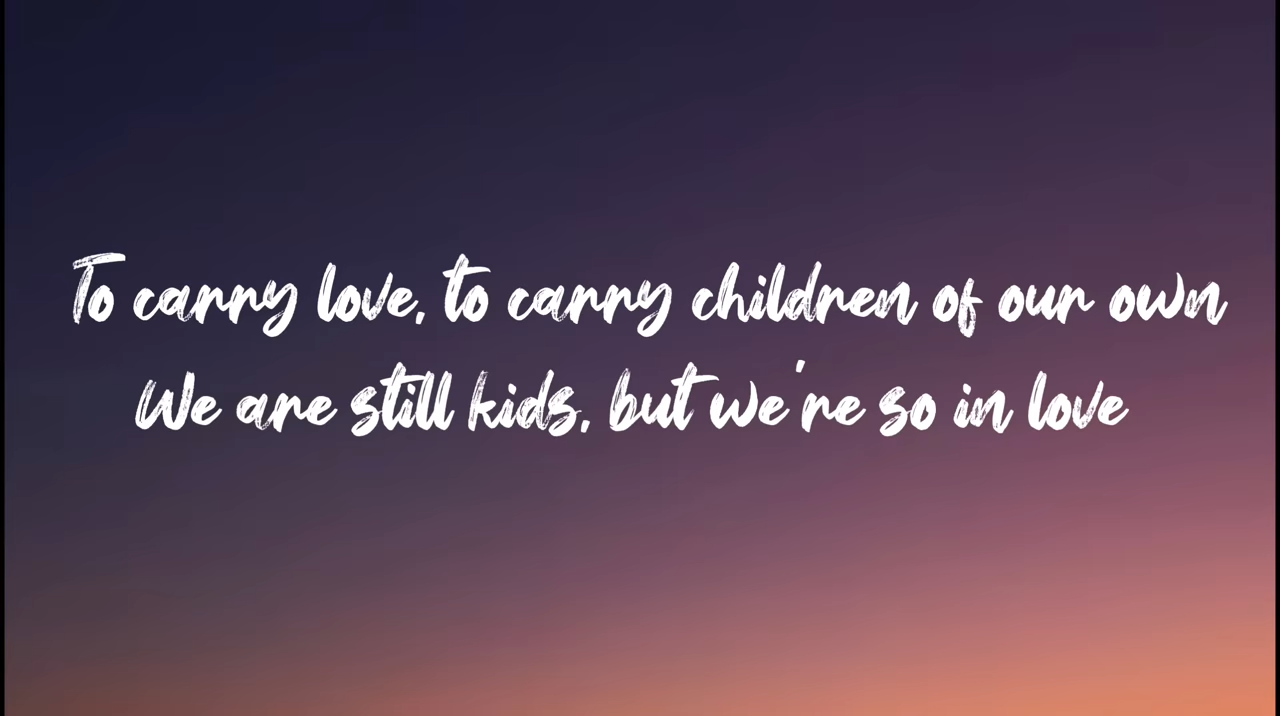 To carry love, to carry children of our own
We are still kids, but we're so in love